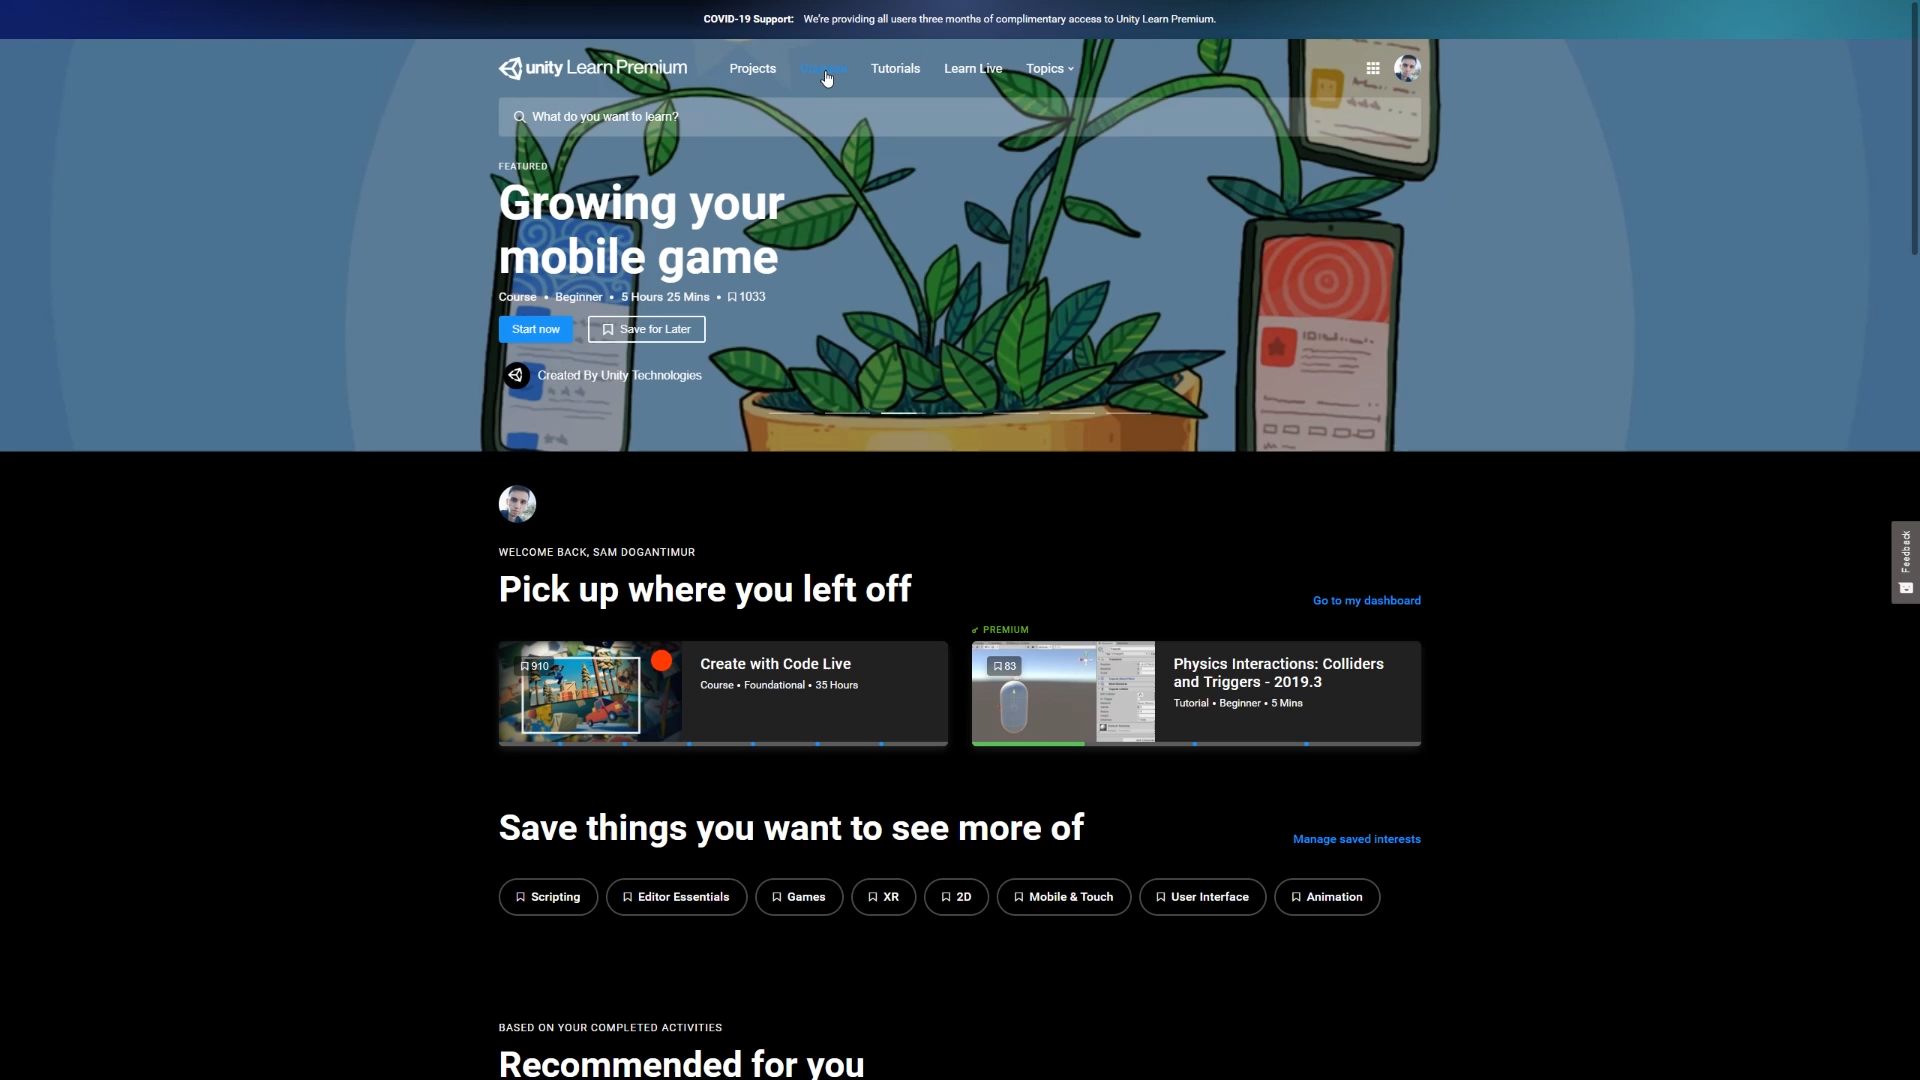 COVID-19 Support: We're providing all users three months of complimentary access to Unity Learn Premium.
unity Learn Premium
Projects
Tutorials
Learn Live
Topics
What do you want to learn?
FEATURED
Growing your
mobile game
Course • Beginner • 5 Hours 25 Mins • 1033
Start now
Save for Later
Created By Unity Technologies
WELCOME BACK, SAM DOGANTIMUR
Pick up where you left off
Go to my dashboard
910
Create with Code Live
Course • Foundational • 35 Hours
PREMIUM
83
Physics Interactions: Colliders
and Triggers - 2019.3
Tutorial • Beginner • 5 Mins
Feedback
Save things you want to see more of
Manage saved interests
Scripting
Editor Essentials
Games
XR
2D
Mobile & Touch
User Interface
Animation
BASED ON YOUR COMPLETED ACTIVITIES
Recommended for you